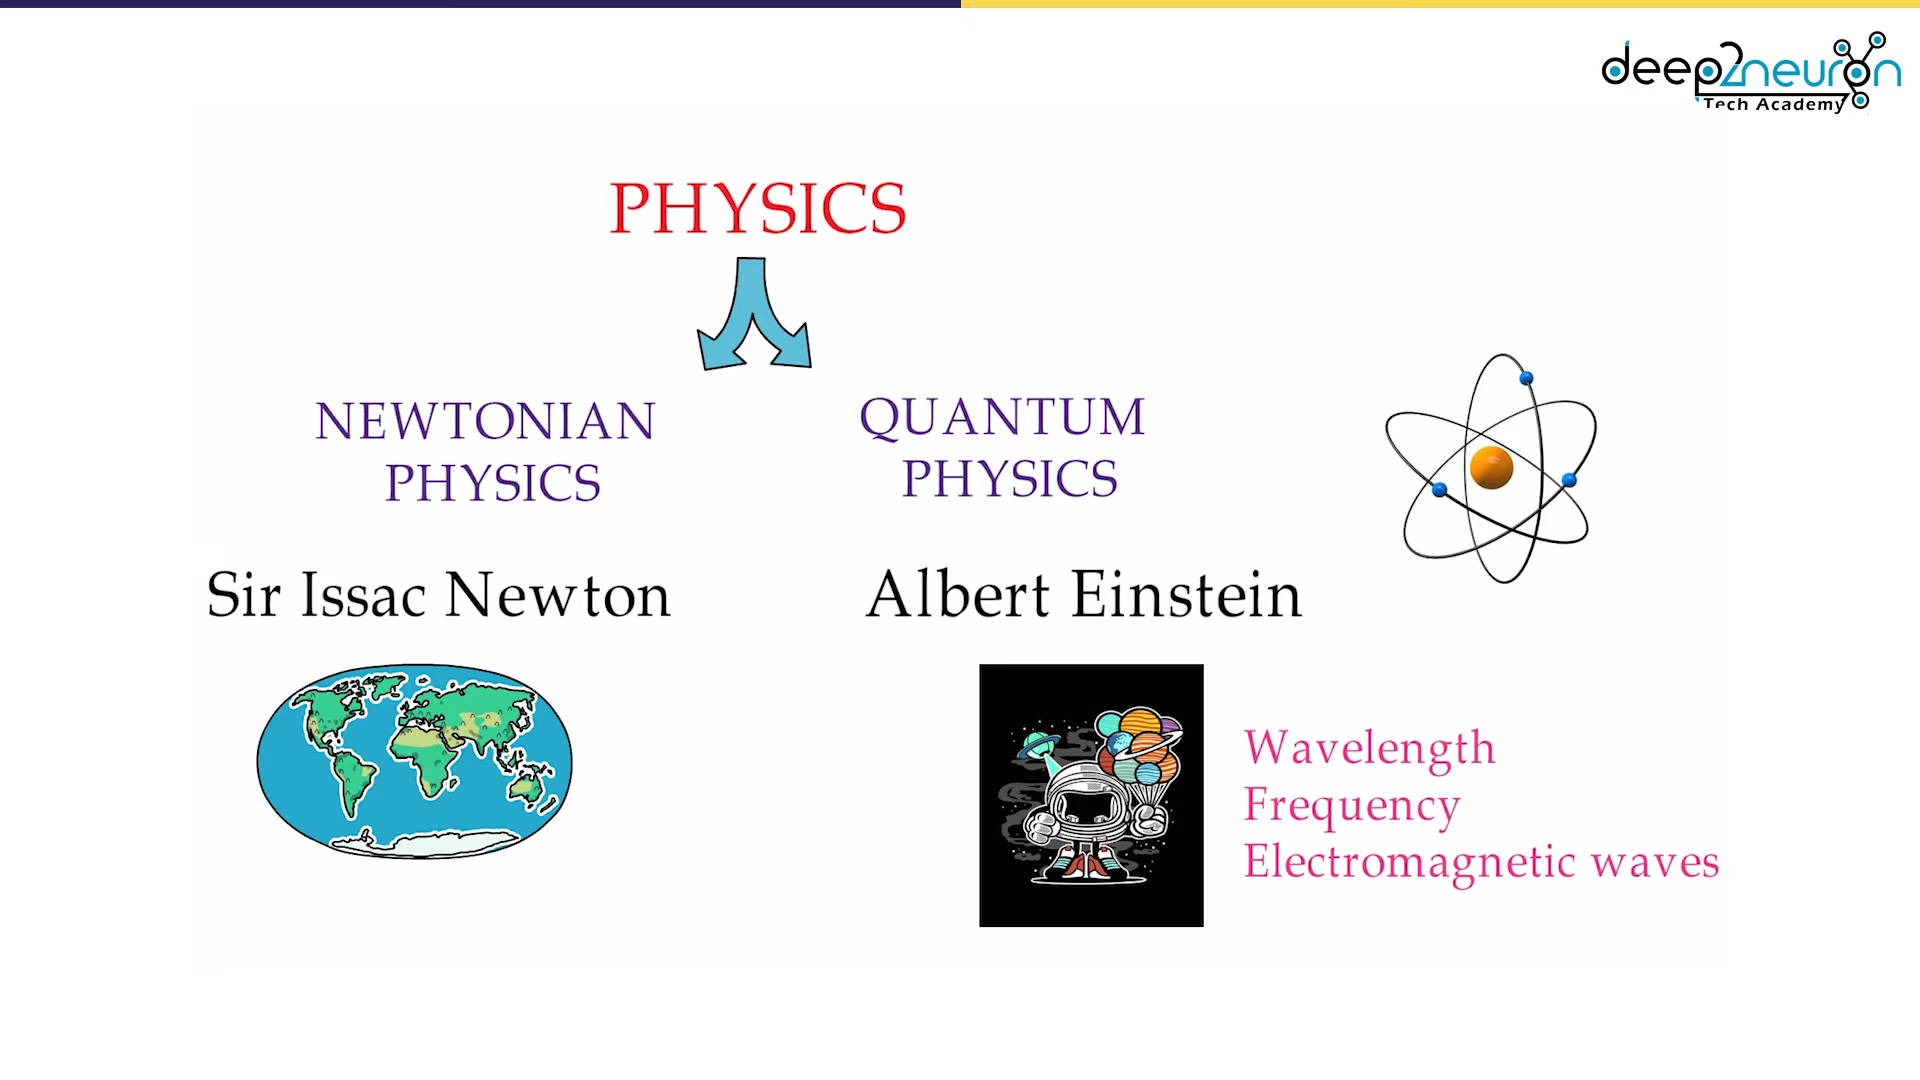 deep2neuron
Tech Academy
PHYSICS
NEWTONIAN
PHYSICS
QUANTUM
PHYSICS
Sir Issac Newton
Albert Einstein
Wavelength
Frequency
Electromagnetic waves